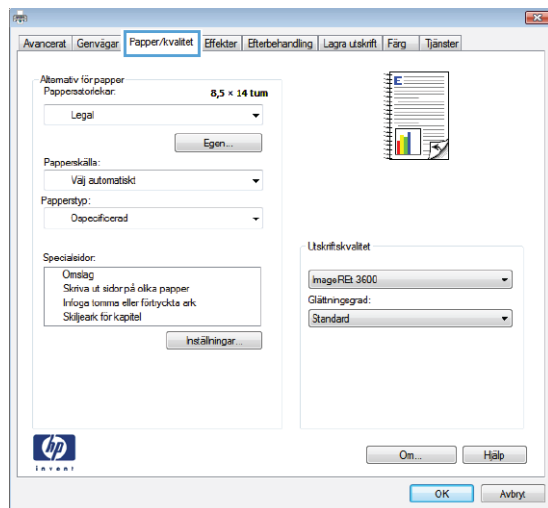 Avancerat Genvägar Papper/kvalitet Effekter Efterbehandling Lagra utskrift Färg Tjänster
Alternativ för papper
Pappersstorlekar: 8,5 × 14 tum
Legal
Egen...
Papperskälla:
Välj automatiskt
Papperstyp:
Ospecificerad
Specialsidor:
Omslag
Skriva ut sidor på olika papper
Infoga tomma eller förtryckta ark
Skiljeark för kapitel
Inställningar...
E
Utskriftskvalitet
ImageREt 3600
Glättningsgrad:
Standard
hp
invent
Om... Hjälp
OK Avbryt